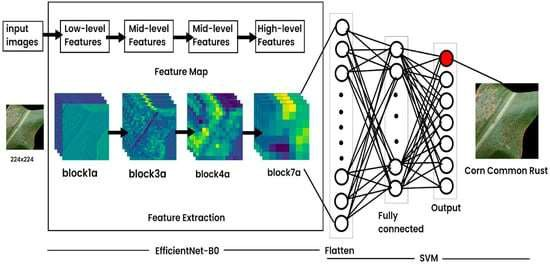 input
images
Low-level
Features
Mid-level
Features
Mid-level
Features
High-level
Features
Feature Map
224x224
block1a
block3a
block4a
block7a
Feature Extraction
EfficientNet-B0
Flatten
Fully
connected
Output
SVM
Corn Common Rust